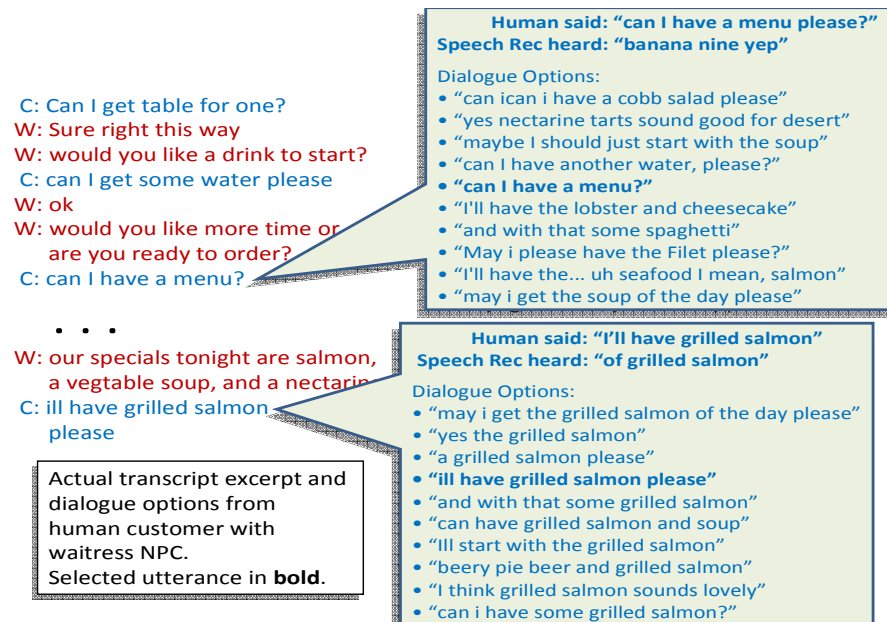 C: Can I get table for one?
W: Sure right this way
W: would you like a drink to start?
C: can I get some water please
W: ok
W: would you like more time or
are you ready to order?
C: can I have a menu?
. . .
W: our specials tonight are salmon,
a vegtable soup, and a nectarine
C: ill have grilled salmon
please
Actual transcript excerpt and
dialogue options from
human customer with
waitress NPC.
Selected utterance in bold.
Human said: “can I have a menu please?”
Speech Rec heard: “banana nine yep”
Dialogue Options:
• “can ican i have a cobb salad please”
• “yes nectarine tarts sound good for desert”
• “maybe I should just start with the soup”
• “can I have another water, please?”
• “can I have a menu?”
• “I'll have the lobster and cheesecake”
• “and with that some spaghetti”
• “May i please have the Filet please?”
• “I'll have the... uh seafood I mean, salmon”
• “may i get the soup of the day please”
Human said: “I’ll have grilled salmon”
Speech Rec heard: “of grilled salmon”
Dialogue Options:
• “may i get the grilled salmon of the day please”
• “yes the grilled salmon”
• “a grilled salmon please”
• “ill have grilled salmon please”
• “and with that some grilled salmon”
• “can have grilled salmon and soup”
• “Ill start with the grilled salmon”
• “beery pie beer and grilled salmon”
• “I think grilled salmon sounds lovely”
• “can i have some grilled salmon?”